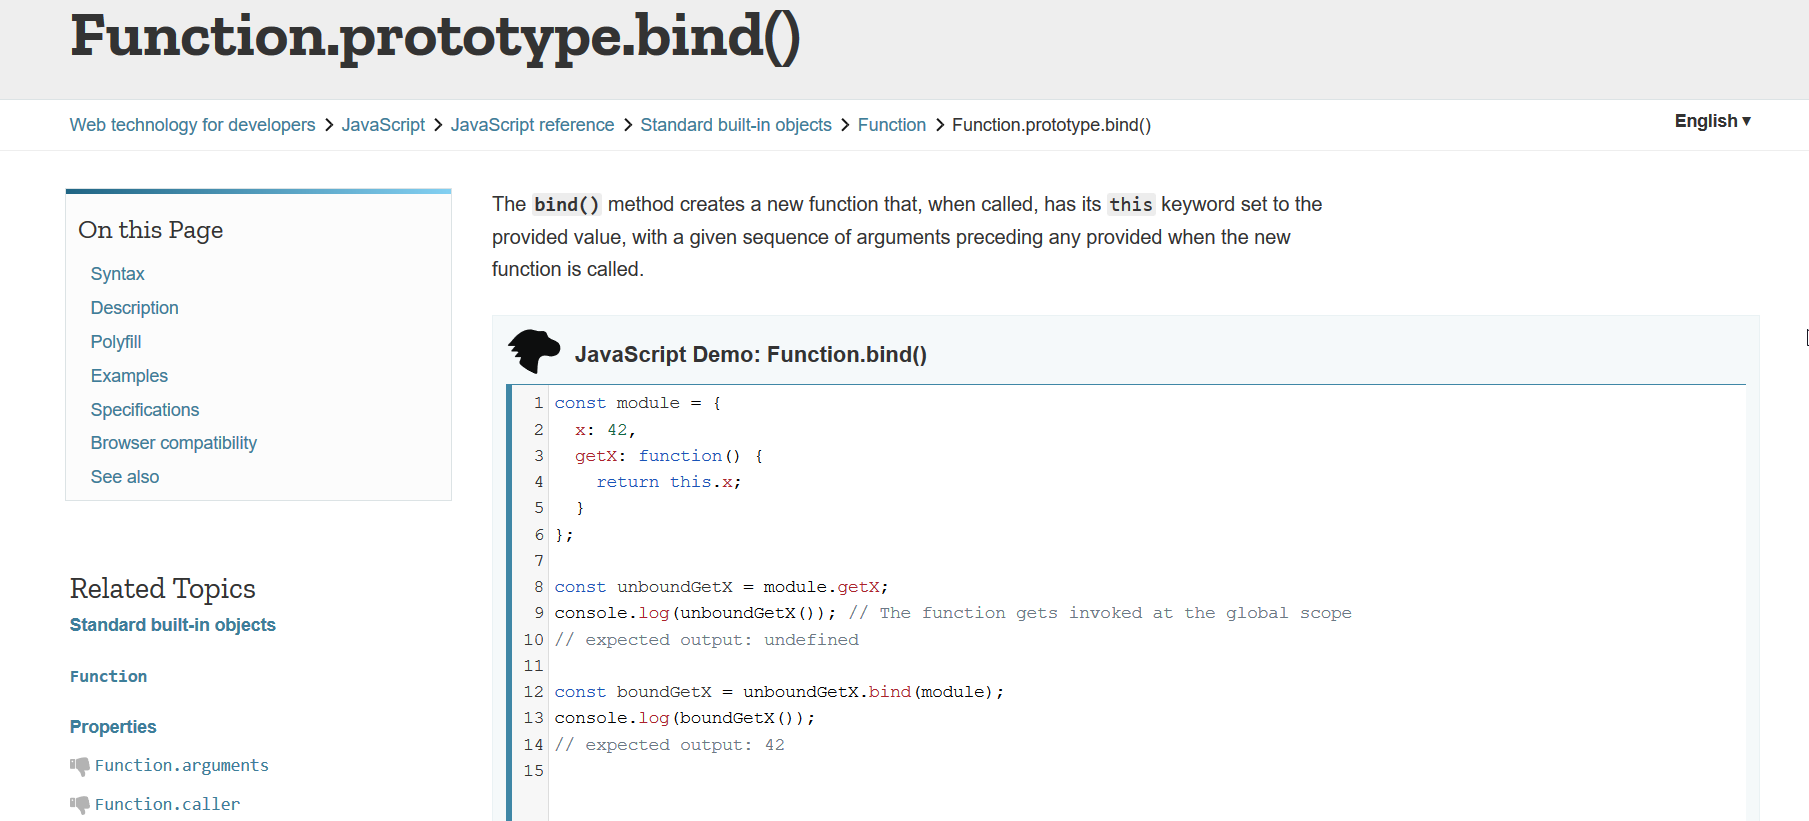 Function.prototype.bind()
Web technology for developers > JavaScript > JavaScript reference > Standard built-in objects > Function > Function.prototype.bind()
English ▾
On this Page
Syntax
Description
Polyfill
Examples
Specifications
Browser compatibility
See also
Related Topics
Standard built-in objects
Function
Properties
Function.arguments
Function.caller
The bind() method creates a new function that, when called, has its this keyword set to the
provided value, with a given sequence of arguments preceding any provided when the new
function is called.
JavaScript Demo: Function.bind()
1 const module = {
2   x: 42,
3   getX: function() {
4     return this.x;
5   }
6 };
7
8 const unboundGetX = module.getX;
9 console.log(unboundGetX()); // The function gets invoked at the global scope
10 // expected output: undefined
11
12 const boundGetX = unboundGetX.bind(module);
13 console.log(boundGetX());
14 // expected output: 42
15